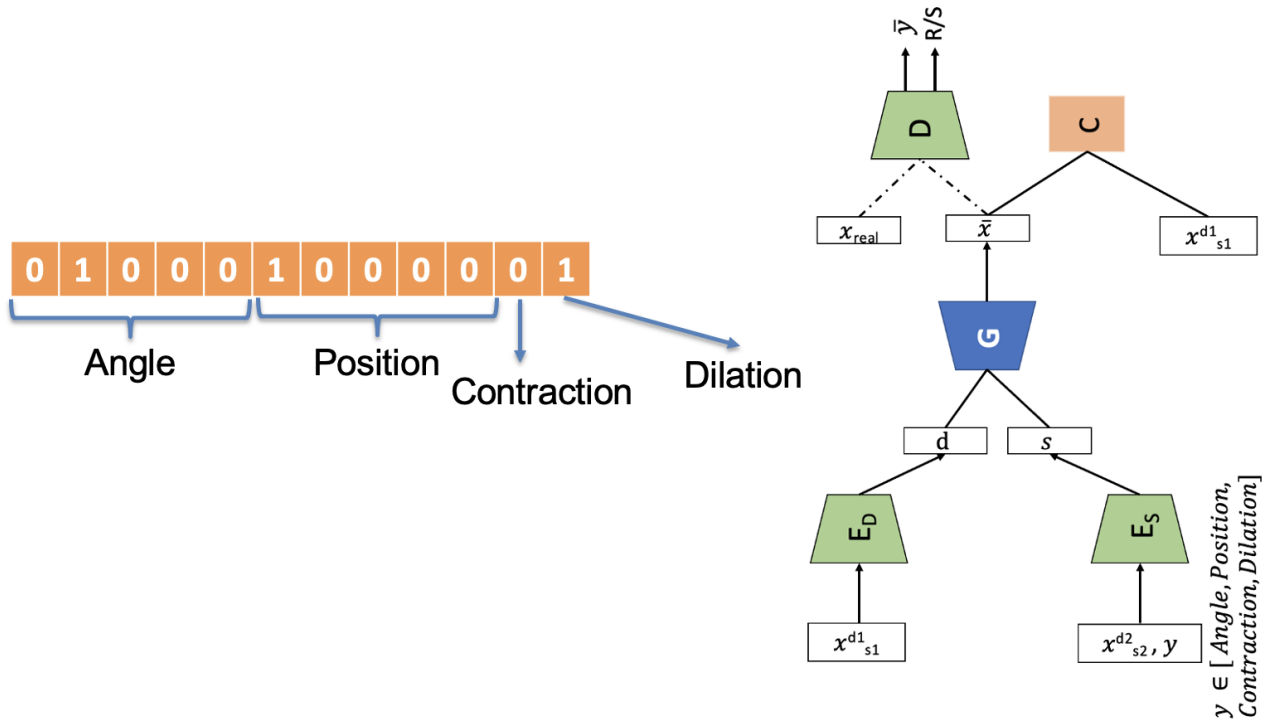 0 1 0 0 0 1 0 0 0 0 0 1
Angle
Position
Contraction
Dilation
ȳ
R/S
D
C
x_real
x̄
x^d1_s1
G
d
s
E_D
E_S
x^d1_s1
x^d2_s2, y
y ∈ [Angle, Position,
Contraction, Dilation]